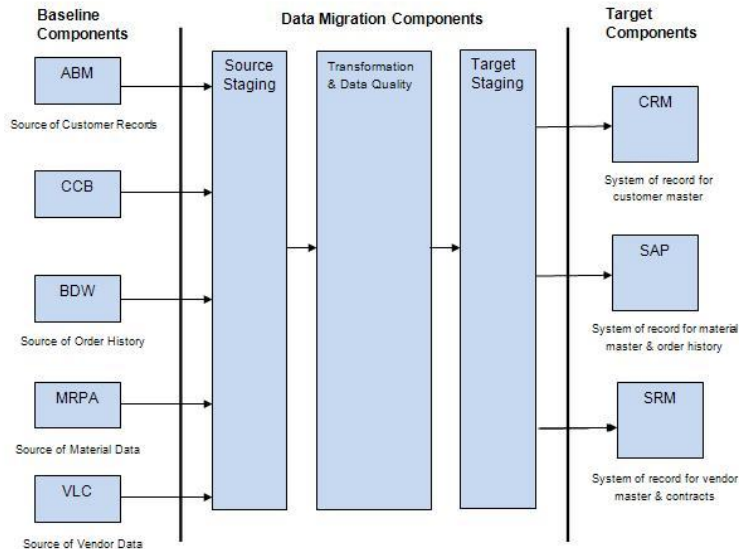 Baseline
Components
Data Migration Components
Target
Components
ABM
Source of Customer Records
CCB
BDW
Source of Order History
MRPA
Source of Material Data
VLC
Source of Vendor Data
Source
Staging
Transformation
& Data Quality
Target
Staging
CRM
System of record for
customer master
SAP
System of record for material
master & order history
SRM
System of record for vendor
master & contracts